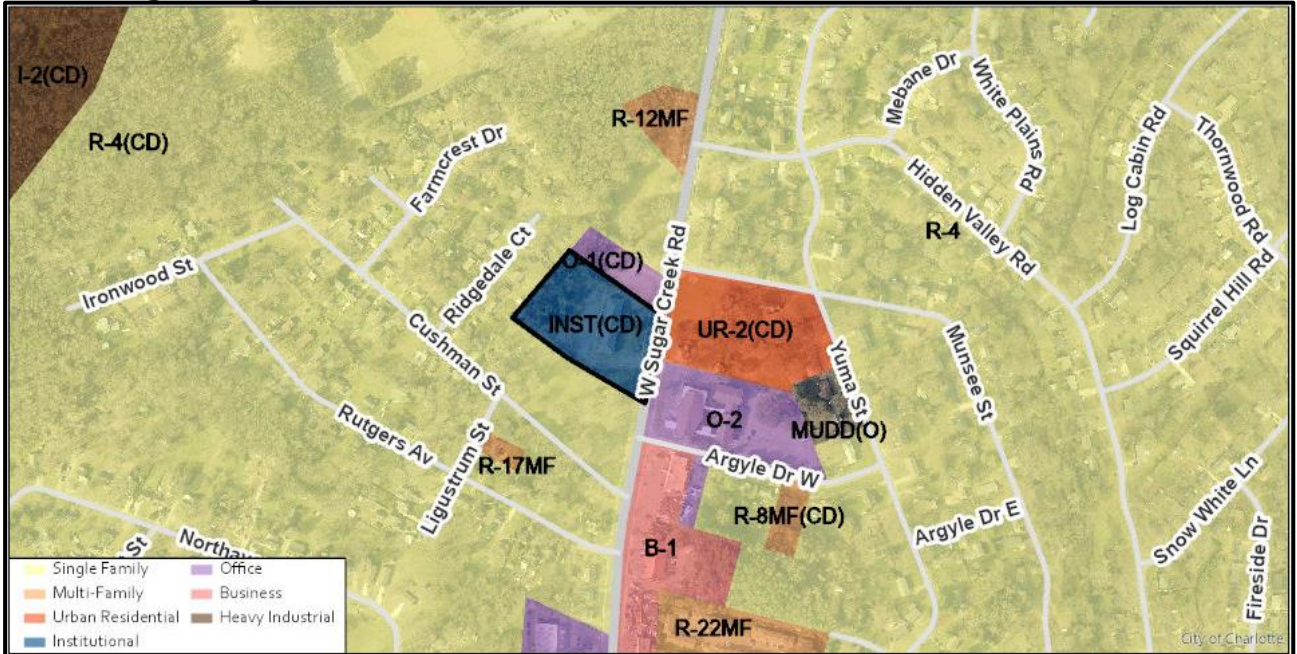 I-2(CD)
R-4(CD)
R-12MF
Mebane Dr
White Plains Rd
Log Cabin Rd
Thornwood Rd
Farmcrest Dr
Hidden Valley Rd
R-4
Ridgedale Ct
W Sugar Creek Rd
O-1(CD)
Ironwood St
Squirrel Hill Rd
Cushman St
INST(CD)
UR-2(CD)
Yuma St
Munsee St
O-2
MUDD(O)
Rutgers Av
Ligustrum St
R-17MF
Argyle Dr W
R-8MF(CD)
Argyle Dr E
Snow White Ln
Fireside Dr
St
B-1
R-22MF
Single Family
Multi-Family
Urban Residential
Institutional
Office
Business
Heavy Industrial
City of Charlotte